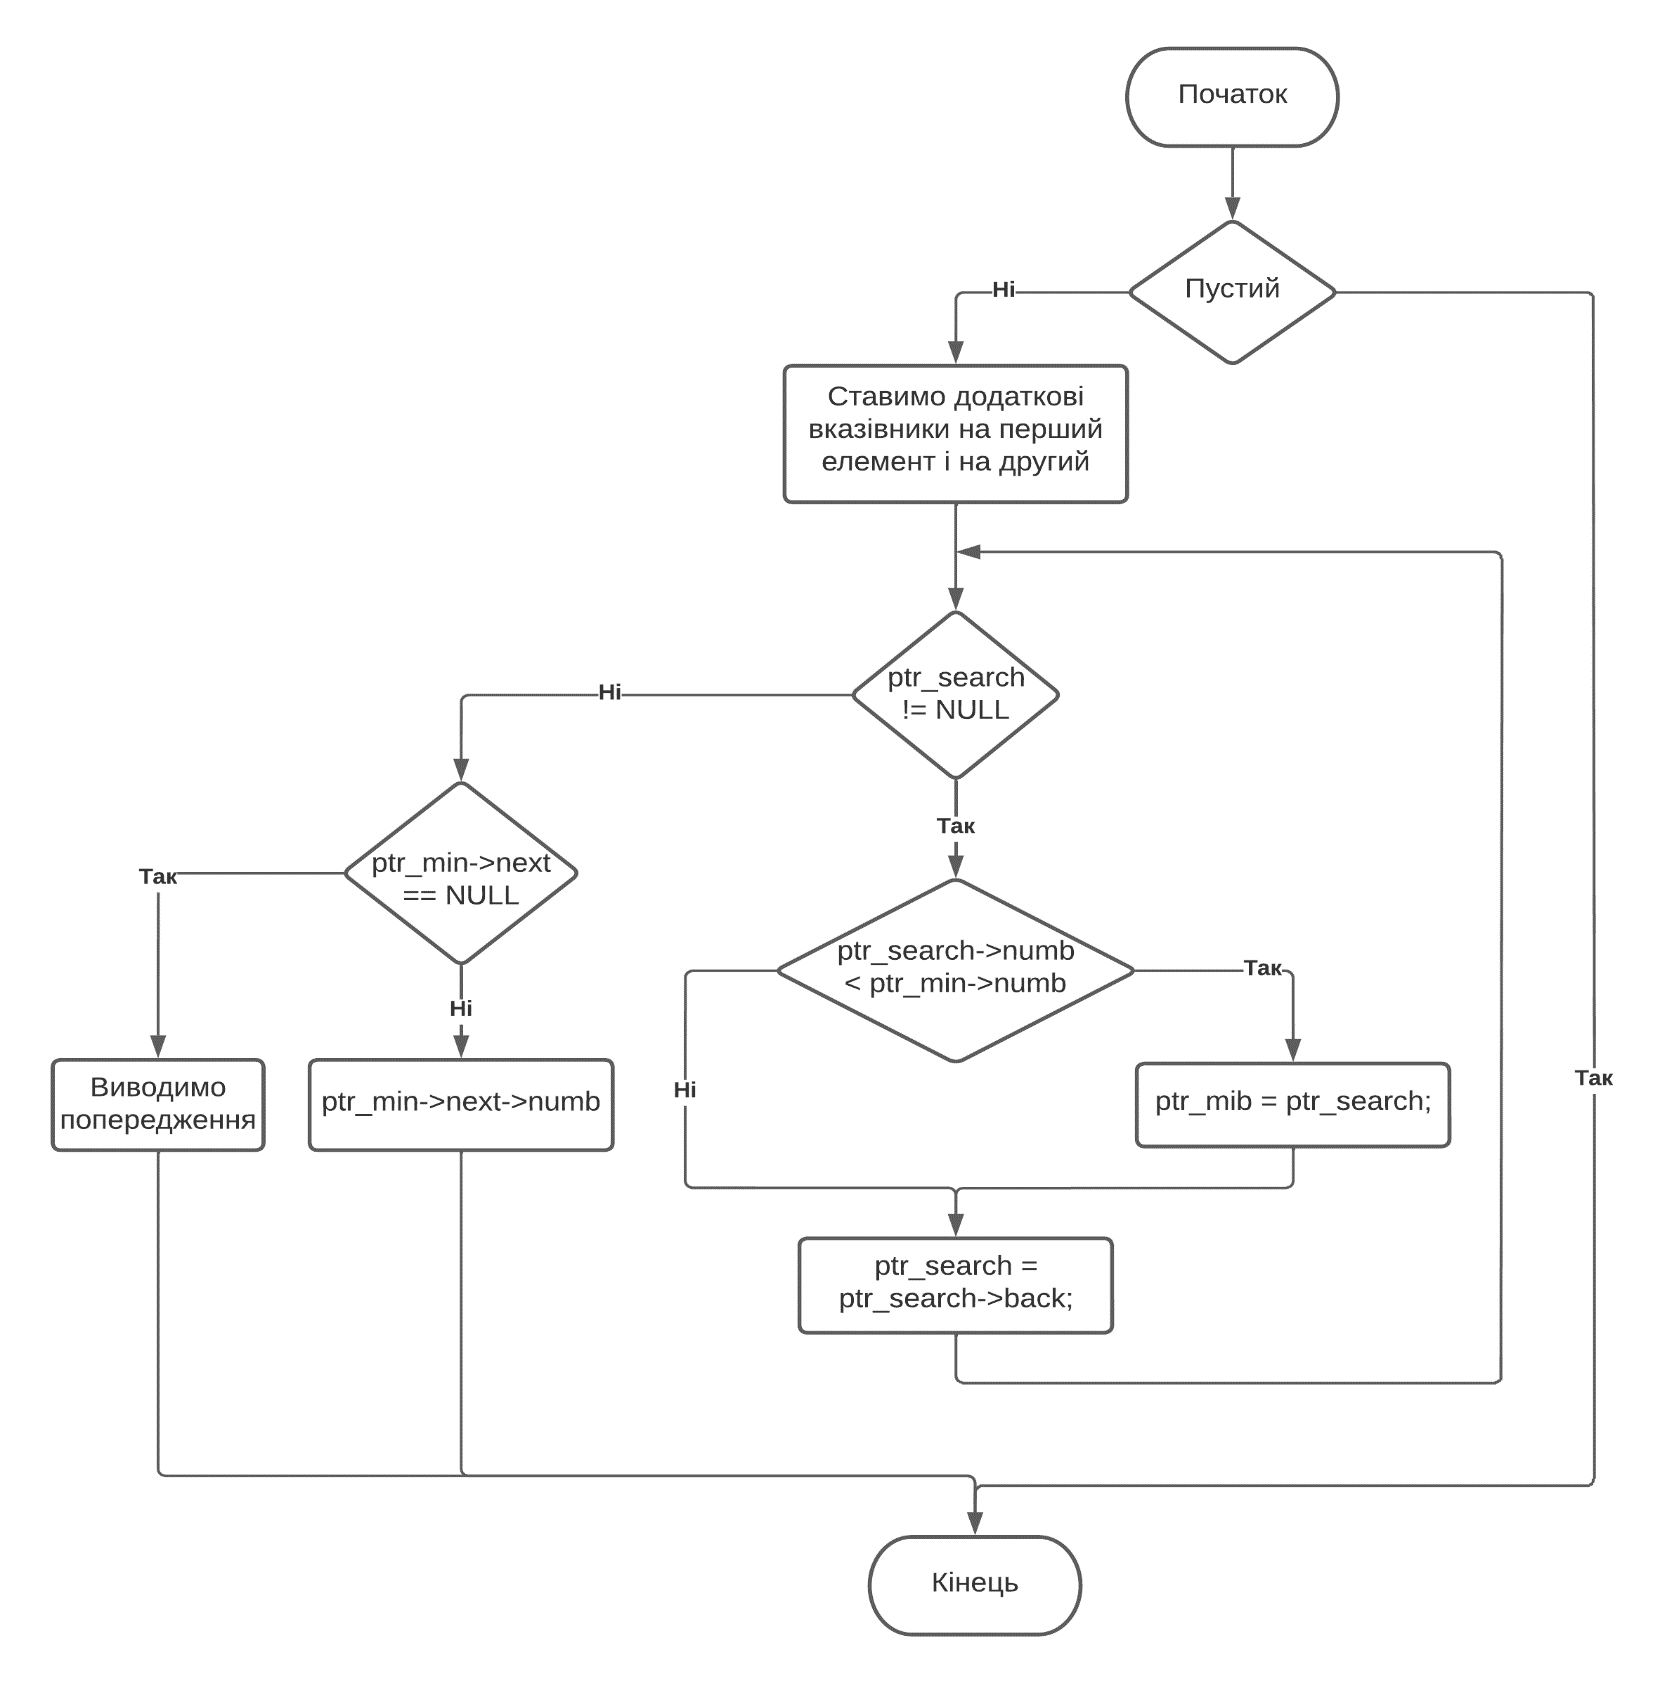 Початок
Пустий
Ні
Ставимо додаткові
вказівники на перший
елемент і на другий
ptr_search
!= NULL
Ні
Так
ptr_min->next
== NULL
Так
ptr_search->numb
< ptr_min->numb
Так
Ні
Ні
Так
Виводимо
попередження
ptr_min->next->numb
ptr_mib = ptr_search;
ptr_search =
ptr_search->back;
Кінець